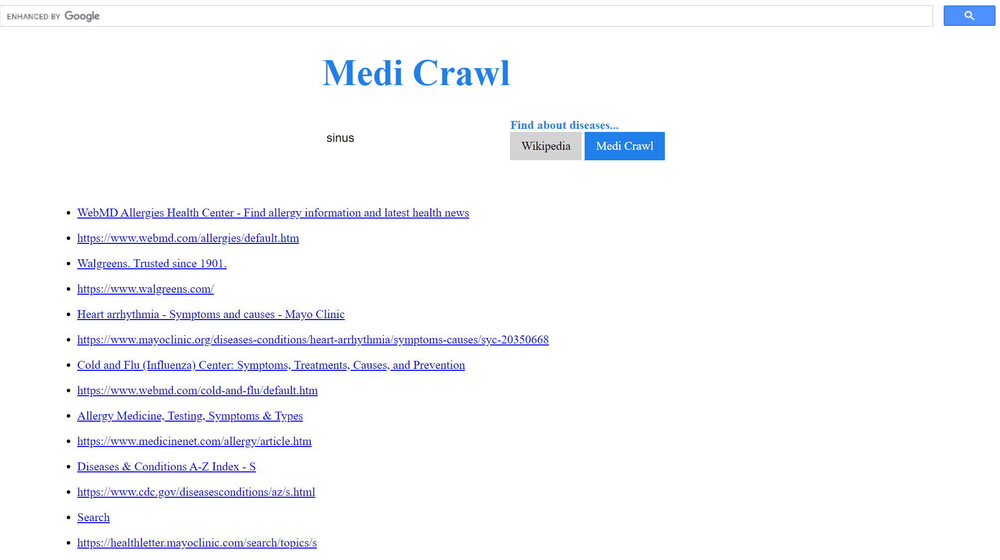 ENHANCED BY Google
Medi Crawl
Find about diseases...
sinus
Wikipedia Medi Crawl
WebMD Allergies Health Center - Find allergy information and latest health news
https://www.webmd.com/allergies/default.htm
Walgreens. Trusted since 1901.
https://www.walgreens.com/
Heart arrhythmia - Symptoms and causes - Mayo Clinic
https://www.mayoclinic.org/diseases-conditions/heart-arrhythmia/symptoms-causes/syc-20350668
Cold and Flu (Influenza) Center: Symptoms, Treatments, Causes, and Prevention
https://www.webmd.com/cold-and-flu/default.htm
Allergy Medicine, Testing, Symptoms & Types
https://www.medicinenet.com/allergy/article.htm
Diseases & Conditions A-Z Index - S
https://www.cdc.gov/diseasesconditions/az/s.html
Search
https://healthletter.mayoclinic.com/search/topics/s